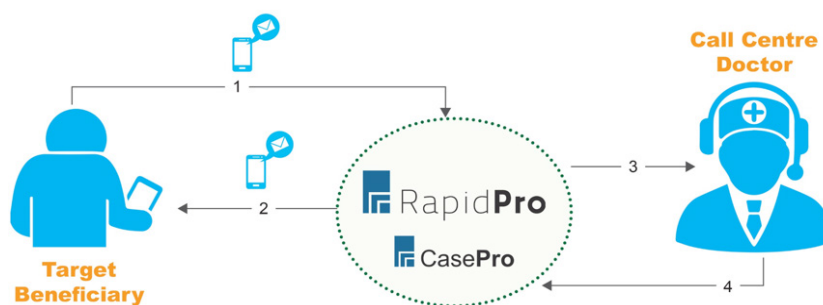 Call Centre
Doctor
1
2
3
RapidPro
CasePro
4
Target
Beneficiary